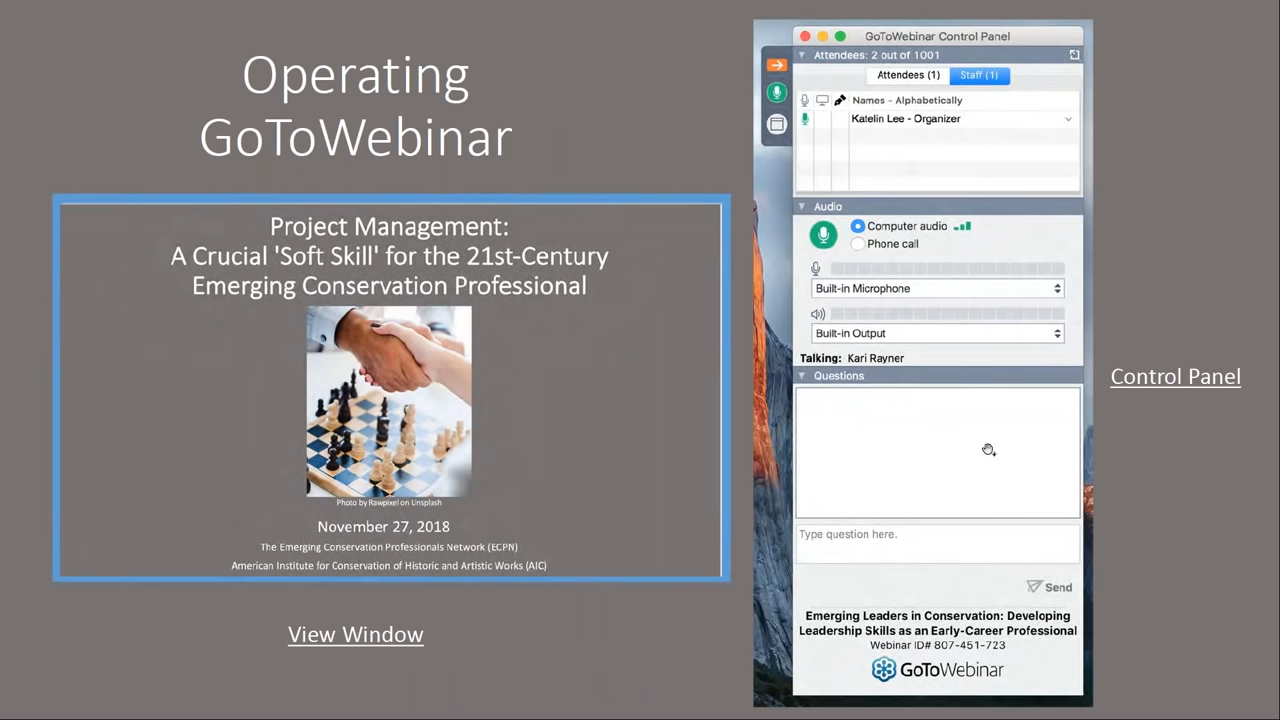 Operating
GoToWebinar
Project Management:
A Crucial 'Soft Skill' for the 21st-Century
Emerging Conservation Professional
Photo by Rawpixel on Unsplash
November 27, 2018
The Emerging Conservation Professionals Network (ECPN)
American Institute for Conservation of Historic and Artistic Works (AIC)
View Window
GoToWebinar Control Panel
Attendees: 2 out of 1001
Attendees (1) Staff (1)
Names - Alphabetically
Katelin Lee - Organizer
Audio
Computer audio
Phone call
Built-in Microphone
Built-in Output
Talking: Kari Rayner
Questions
Type question here.
Send
Emerging Leaders in Conservation: Developing
Leadership Skills as an Early-Career Professional
Webinar ID# 807-451-723
GoToWebinar
Control Panel